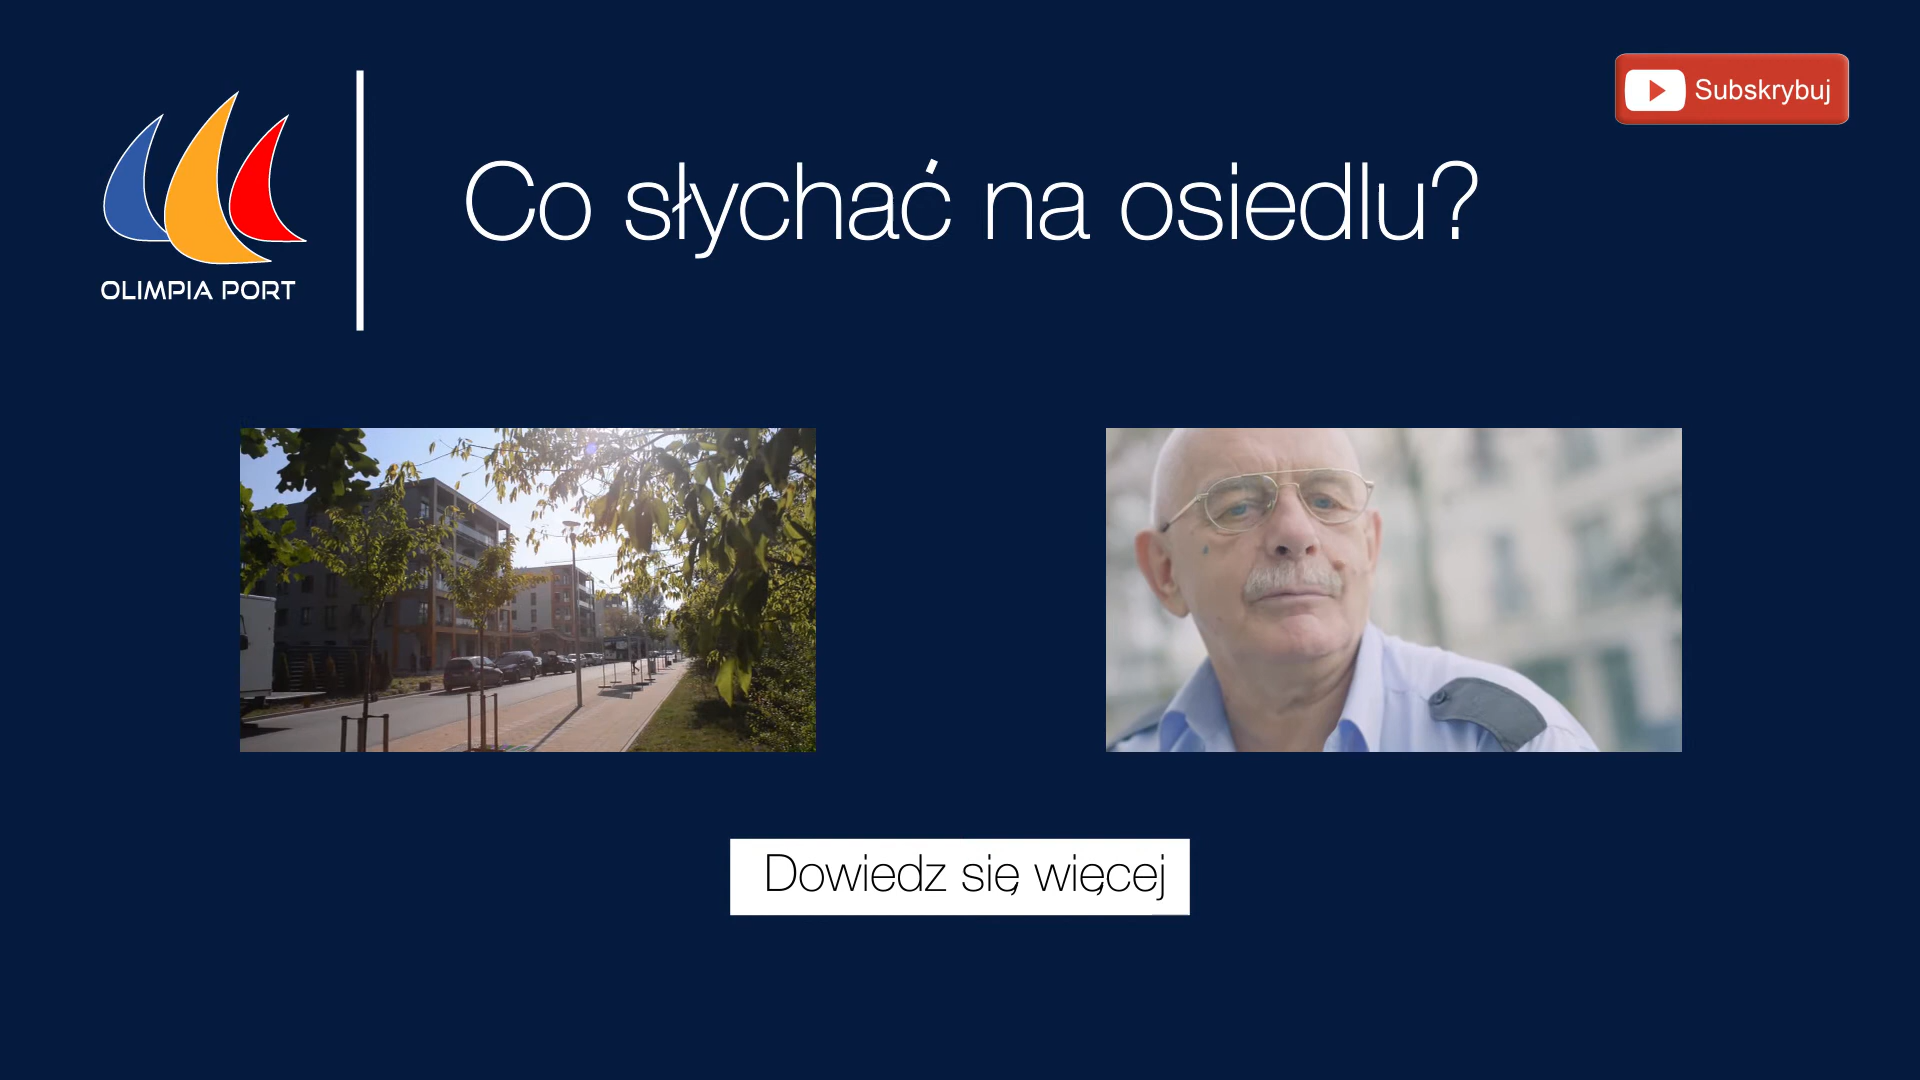 Subskrybuj
Co słychać na osiedlu?
OLIMPIA PORT
Dowiedz się więcej